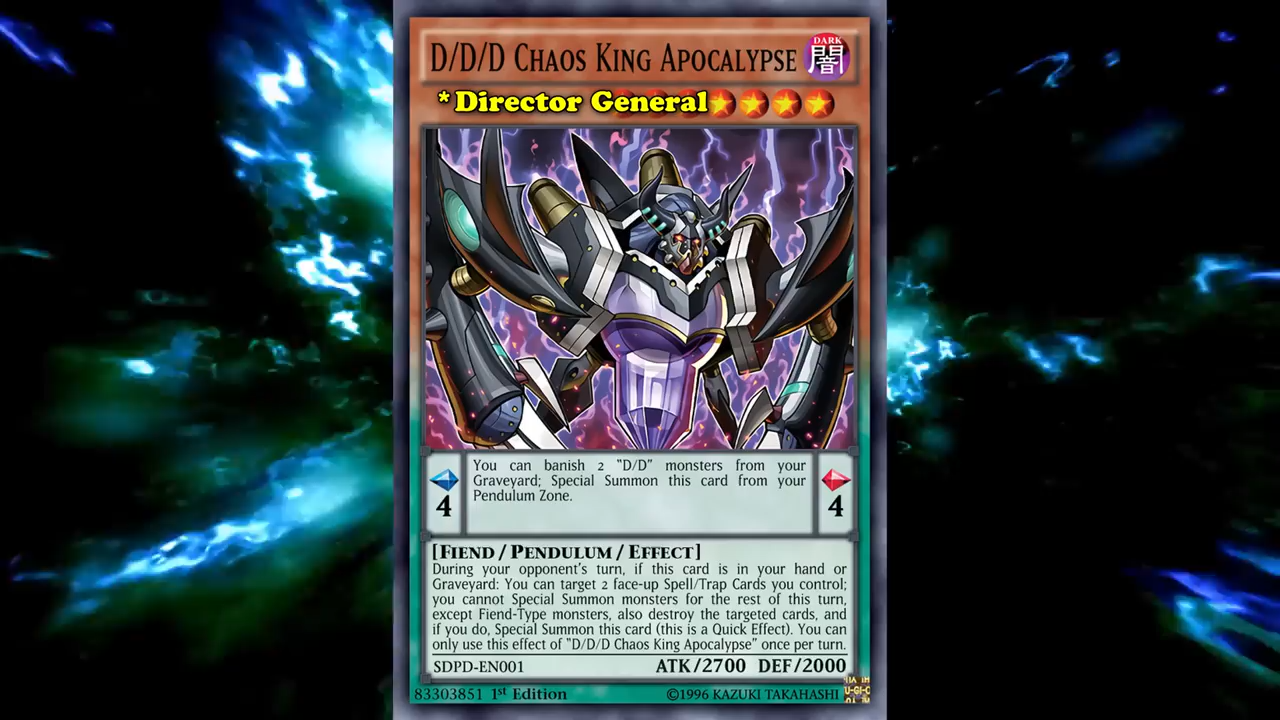 D/D/D Chaos King Apocalypse
DARK
闇
* Director General
You can banish 2 "D/D" monsters from your
Graveyard; Special Summon this card from your
Pendulum Zone.
4
4
[Fiend / Pendulum / Effect]
During your opponent's turn, if this card is in your hand or
Graveyard: You can target 2 face-up Spell/Trap Cards you control;
you cannot Special Summon monsters for the rest of this turn,
except Fiend-Type monsters, also destroy the targeted cards, and
if you do, Special Summon this card (this is a Quick Effect). You can
only use this effect of "D/D/D Chaos King Apocalypse" once per turn.
SDPD-EN001 ATK/2700 DEF/2000
83303851 1st Edition ©1996 KAZUKI TAKAHASHI